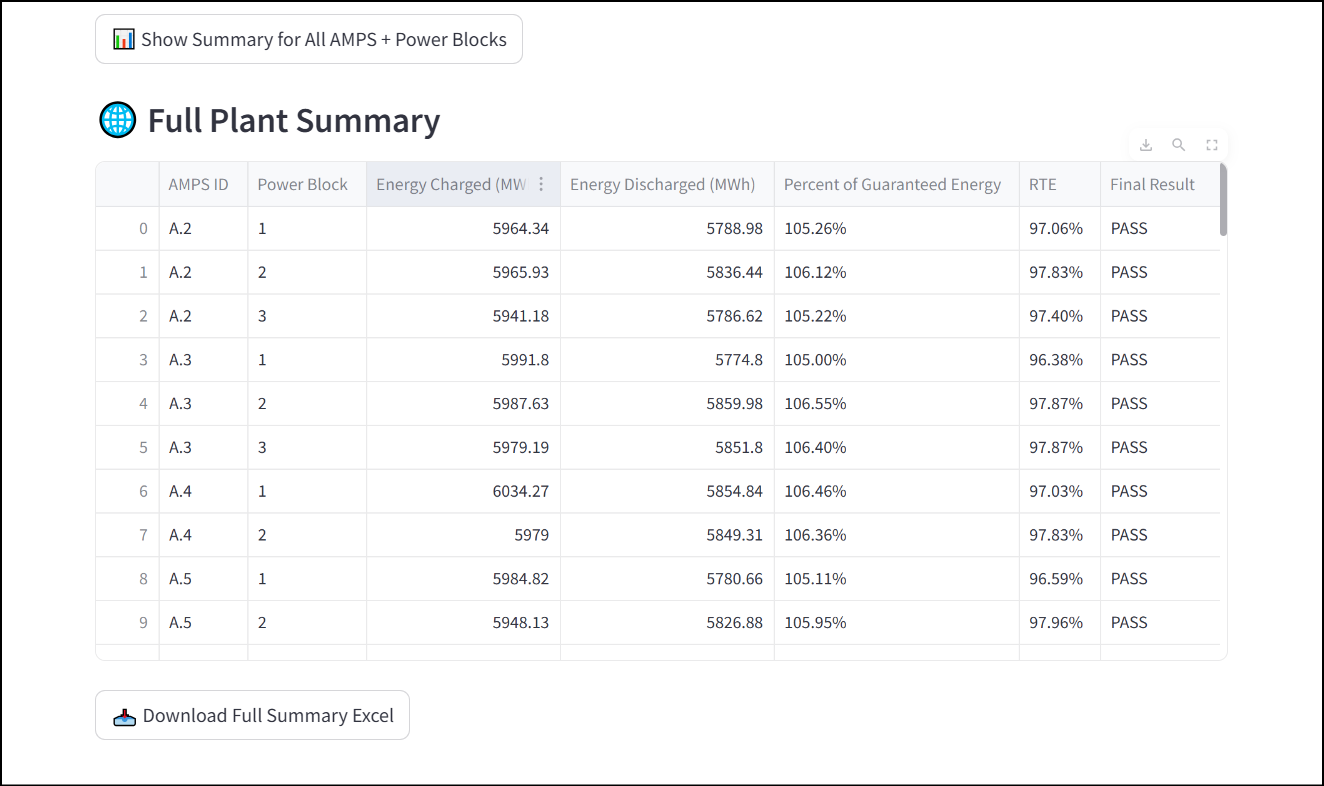 Show Summary for All AMPS + Power Blocks
Full Plant Summary
AMPS ID Power Block Energy Charged (MW Energy Discharged (MWh) Percent of Guaranteed Energy RTE Final Result
0 A.2 1 5964.34 5788.98 105.26% 97.06% PASS
1 A.2 2 5965.93 5836.44 106.12% 97.83% PASS
2 A.2 3 5941.18 5786.62 105.22% 97.40% PASS
3 A.3 1 5991.8 5774.8 105.00% 96.38% PASS
4 A.3 2 5987.63 5859.98 106.55% 97.87% PASS
5 A.3 3 5979.19 5851.8 106.40% 97.87% PASS
6 A.4 1 6034.27 5854.84 106.46% 97.03% PASS
7 A.4 2 5979 5849.31 106.36% 97.83% PASS
8 A.5 1 5984.82 5780.66 105.11% 96.59% PASS
9 A.5 2 5948.13 5826.88 105.95% 97.96% PASS
Download Full Summary Excel